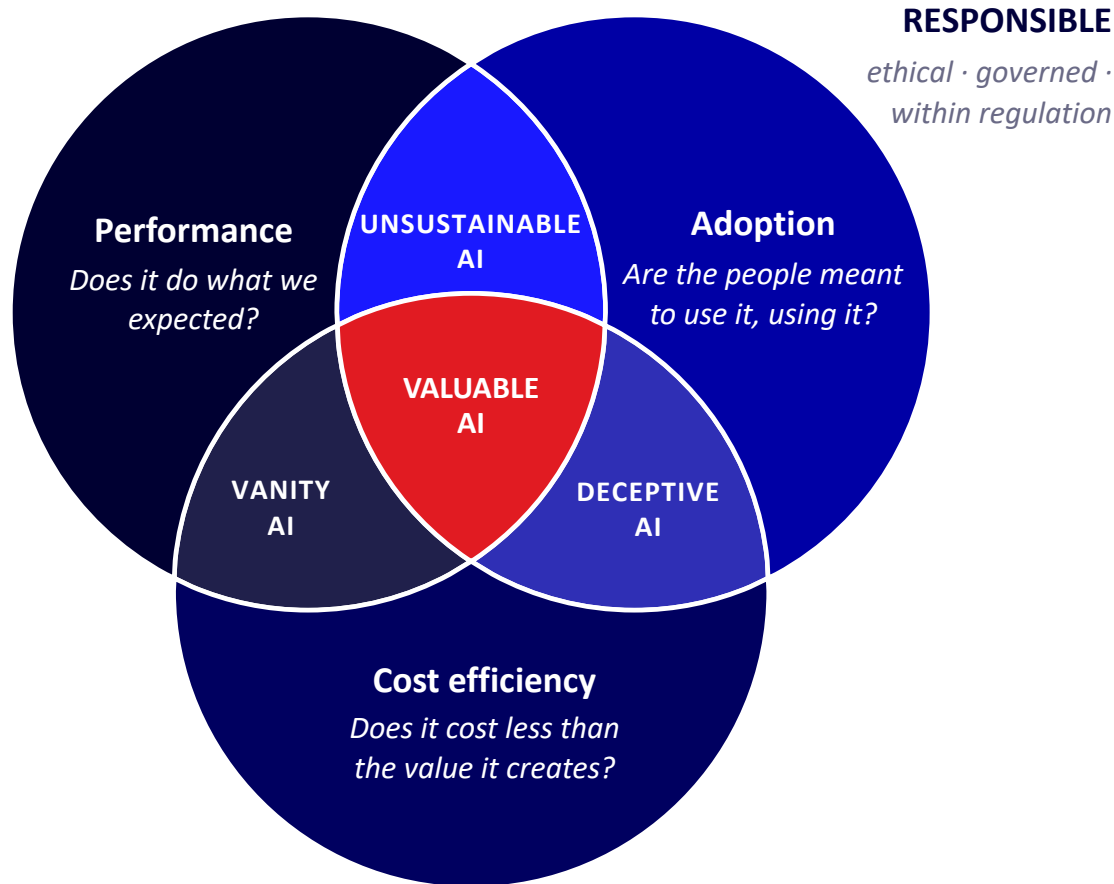 RESPONSIBLE
ethical · governed ·
within regulation
Performance
Does it do what we
expected?
UNSUSTAINABLE
AI
Adoption
Are the people meant
to use it, using it?
VALUABLE
AI
VANITY
AI
DECEPTIVE
AI
Cost efficiency
Does it cost less than
the value it creates?